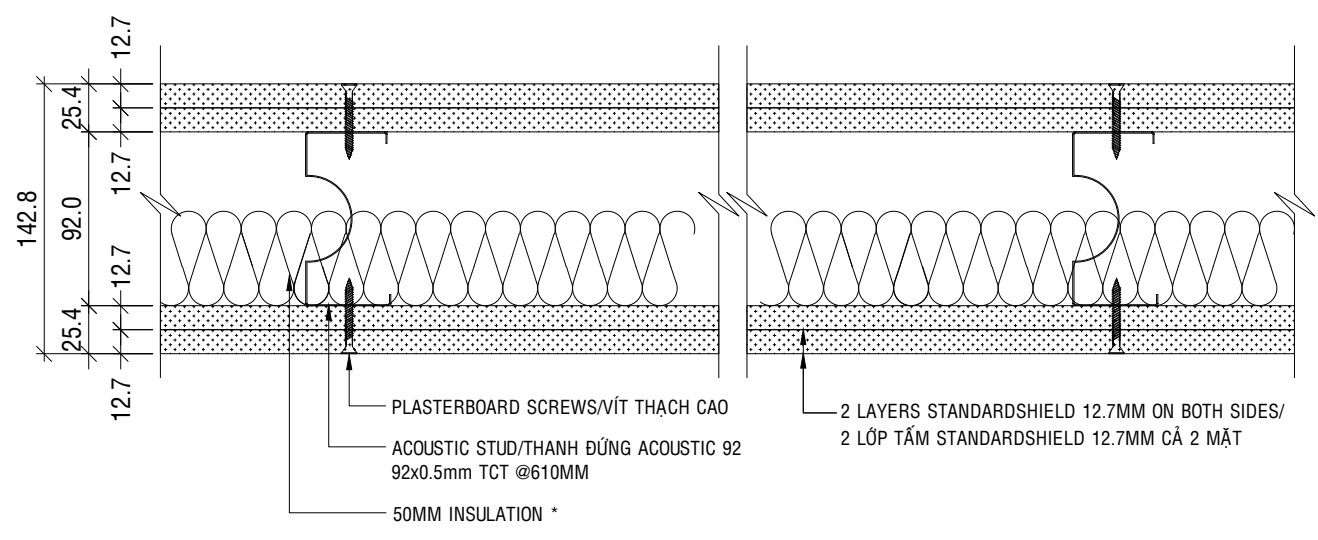 12.7
25.4
12.7
142.8
92.0
12.7
25.4
12.7
PLASTERBOARD SCREWS/VÍT THẠCH CAO
ACOUSTIC STUD/THANH ĐỨNG ACOUSTIC 92
92x0.5mm TCT @610MM
50MM INSULATION *
2 LAYERS STANDARDSHIELD 12.7MM ON BOTH SIDES/
2 LỚP TẤM STANDARDSHIELD 12.7MM CẢ 2 MẶT